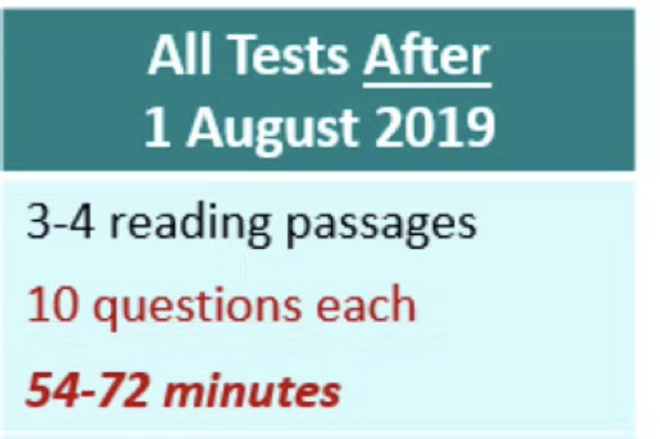 All Tests After
1 August 2019
3-4 reading passages
10 questions each
54-72 minutes